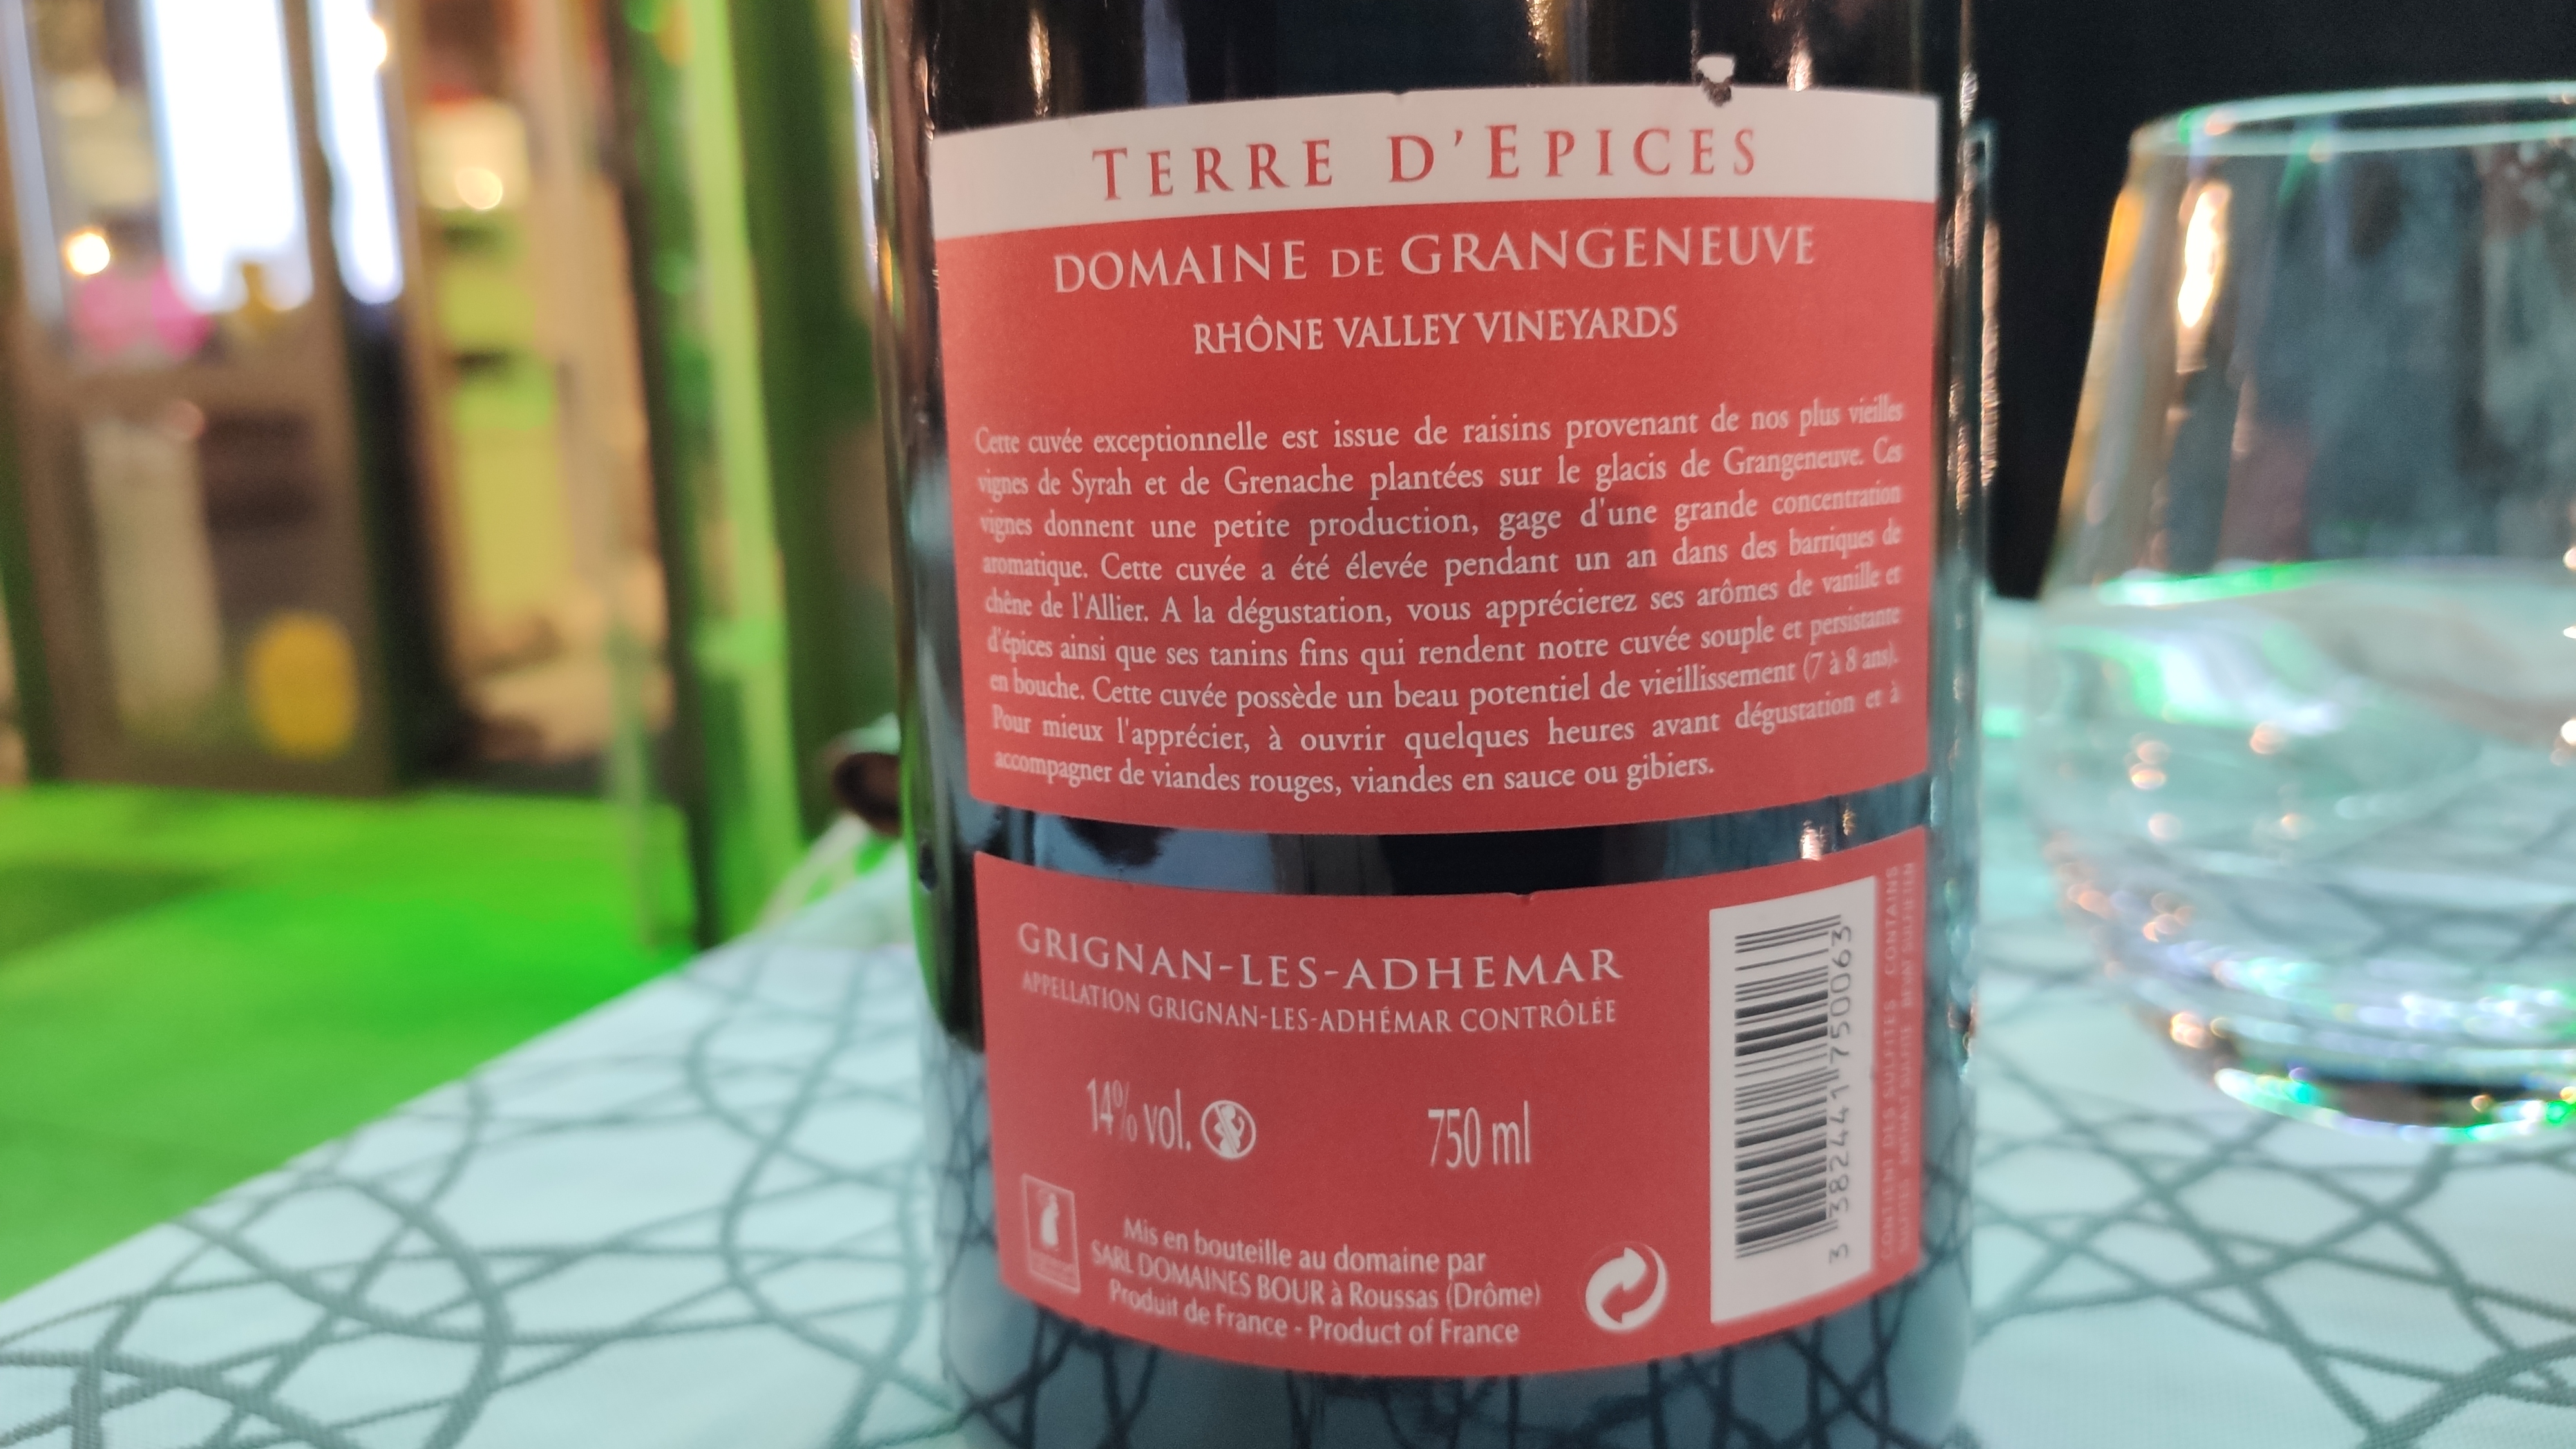 TERRE D'EPICES
DOMAINE DE GRANGENEUVE
RHÔNE VALLEY VINEYARDS
Cette cuvée exceptionnelle est issue de raisins provenant de nos plus vieilles
vignes de Syrah et de Grenache plantées sur le glacis de Grangeneuve. Ces
vignes donnent une petite production, gage d'une grande concentration
aromatique. Cette cuvée a été élevée pendant un an dans des barriques de
chêne de l'Allier. A la dégustation, vous apprécierez ses arômes de vanille et
d'épices ainsi que ses tanins fins qui rendent notre cuvée souple et persistante
en bouche. Cette cuvée possède un beau potentiel de vieillissement (7 à 8 ans).
Pour mieux l'apprécier, à ouvrir quelques heures avant dégustation et à
accompagner de viandes rouges, viandes en sauce ou gibiers.
GRIGNAN-LES-ADHEMAR
APPELLATION GRIGNAN-LES-ADHÉMAR CONTRÔLÉE
14% vol.
750 ml
Mis en bouteille au domaine par
SARL DOMAINES BOUR à Roussas (Drôme)
Produit de France - Product of France
3 382441 750063
CONTIENT DES SULFITES CONTAINS